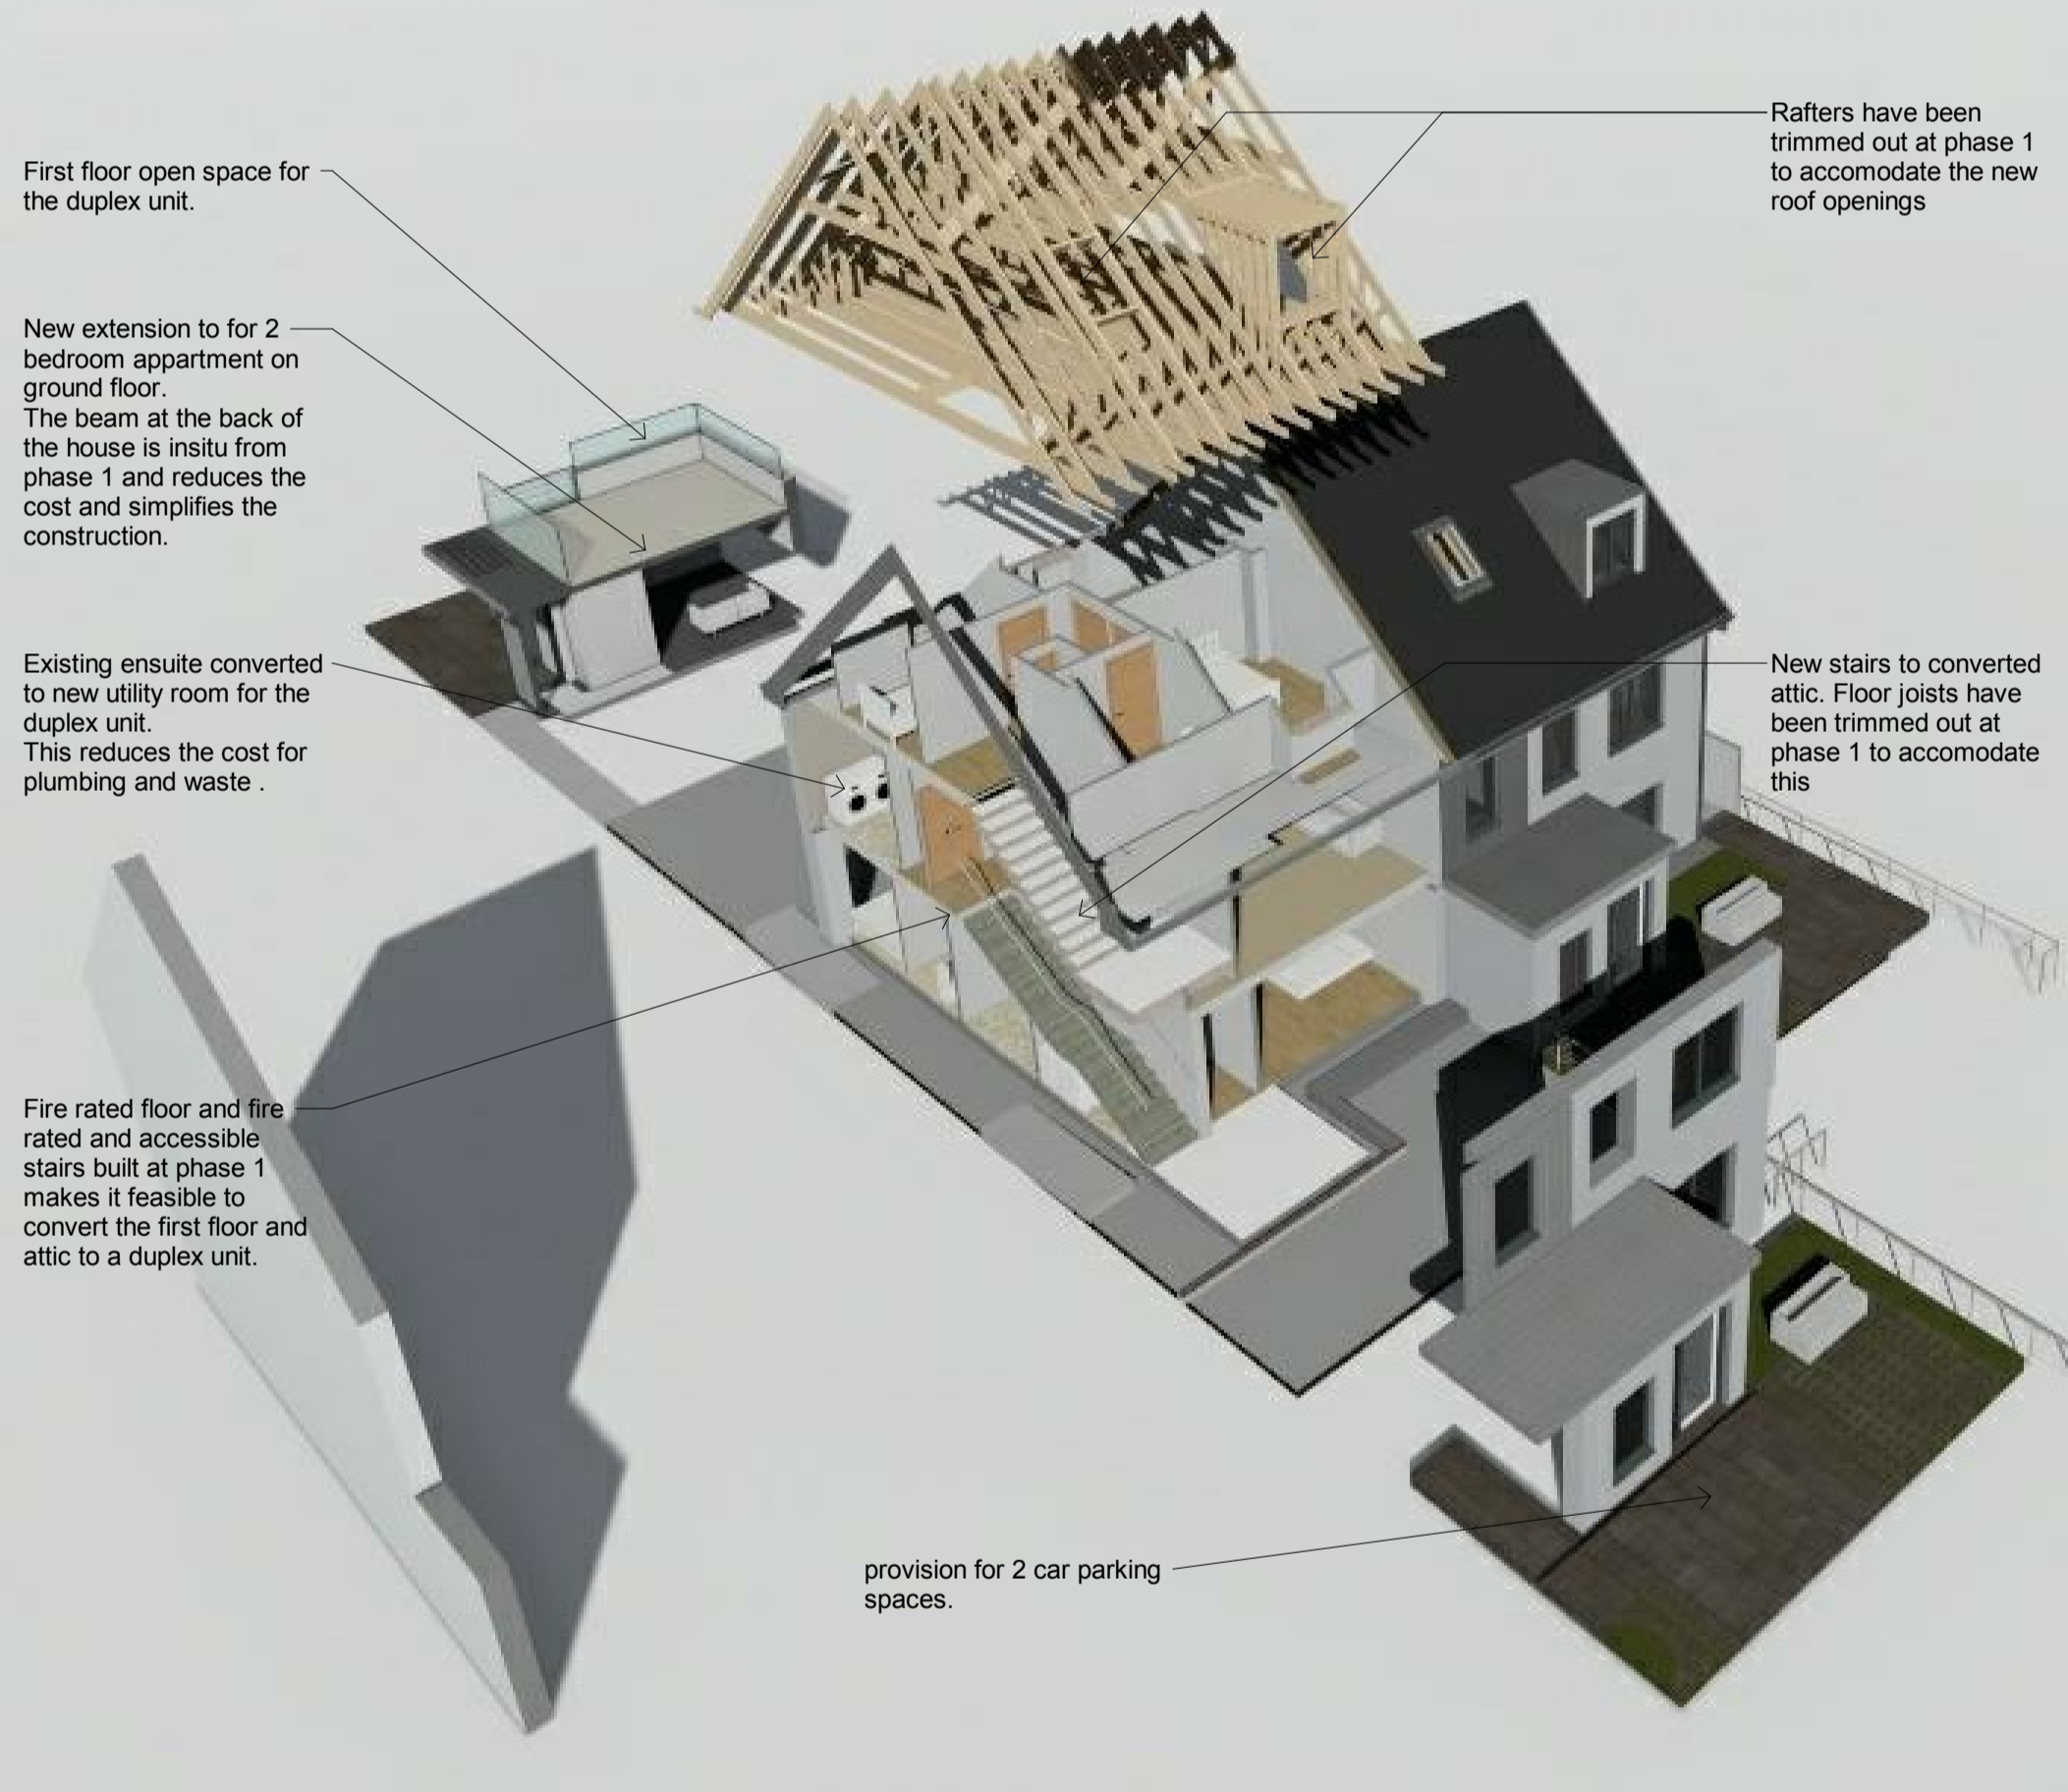 First floor open space for
the duplex unit.
New extension to for 2
bedroom appartment on
ground floor.
The beam at the back of
the house is insitu from
phase 1 and reduces the
cost and simplifies the
construction.
Existing ensuite converted
to new utility room for the
duplex unit.
This reduces the cost for
plumbing and waste .
Fire rated floor and fire
rated and accessible
stairs built at phase 1
makes it feasible to
convert the first floor and
attic to a duplex unit.
Rafters have been
trimmed out at phase 1
to accomodate the new
roof openings
New stairs to converted
attic. Floor joists have
been trimmed out at
phase 1 to accomodate
this
provision for 2 car parking
spaces.